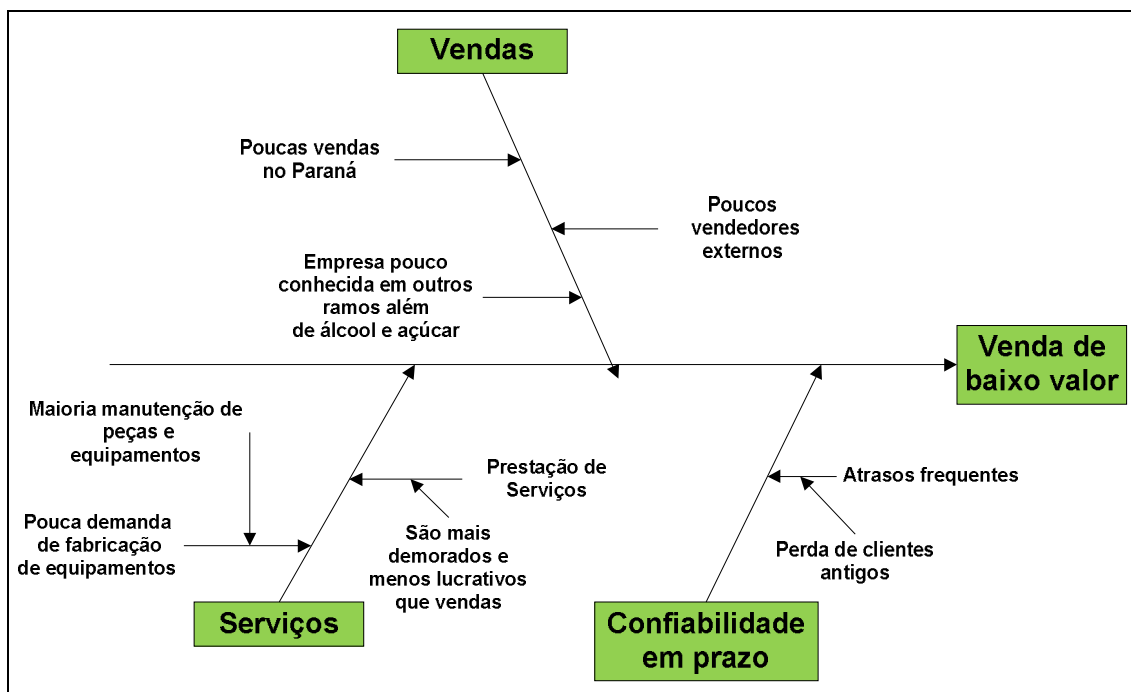 Vendas
Poucas vendas
no Paraná
Poucos
vendedores
externos
Empresa pouco
conhecida em outros
ramos além
de álcool e açúcar
Venda de
baixo valor
Maioria manutenção de
peças e
equipamentos
Prestação de
Serviços
Atrasos frequentes
Pouca demanda
de fabricação
de equipamentos
São mais
demorados e
menos lucrativos
que vendas
Perda de clientes
antigos
Serviços
Confiabilidade
em prazo